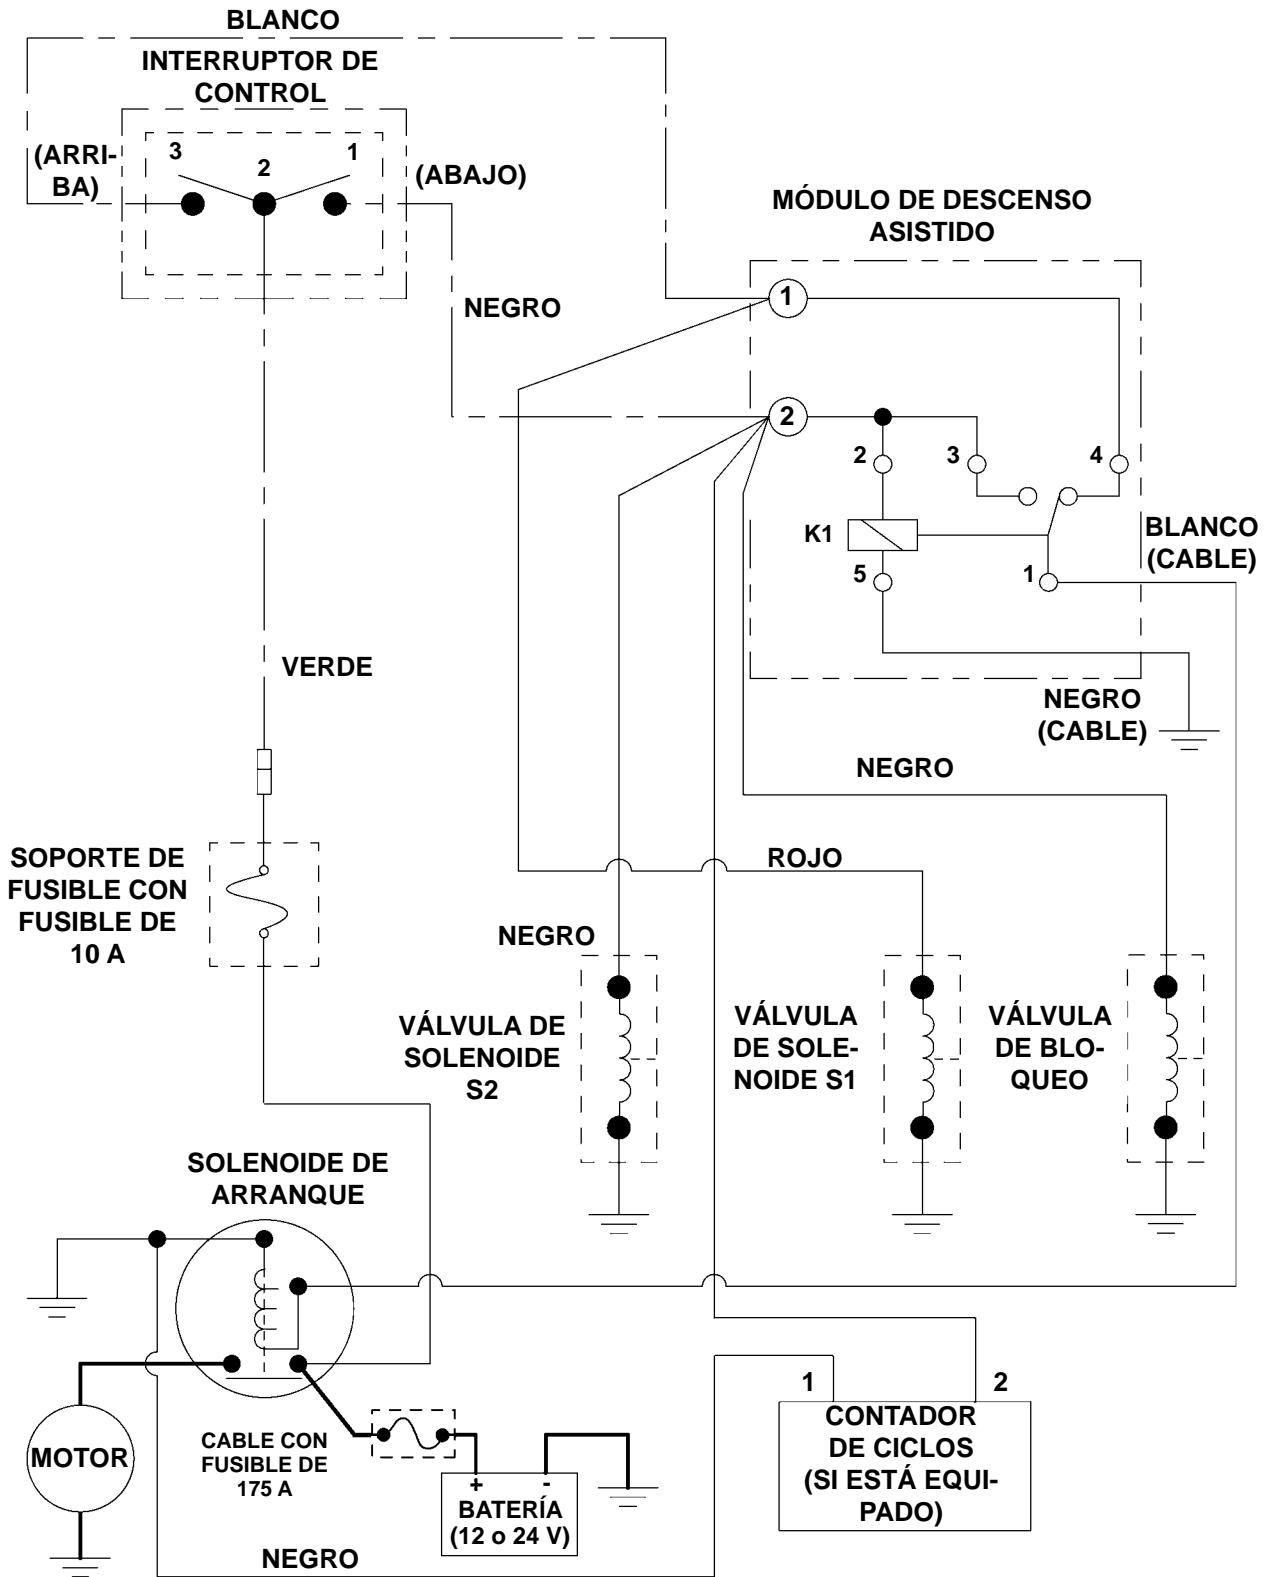 BLANCO
INTERRUPTOR DE
CONTROL
(ARRI-
BA)
3
2
1
(ABAJO)
MÓDULO DE DESCENSO
ASISTIDO
NEGRO
1
2
2
3
4
K1
5
1
BLANCO
(CABLE)
VERDE
NEGRO
(CABLE)
NEGRO
SOPORTE DE
FUSIBLE CON
FUSIBLE DE
10 A
ROJO
NEGRO
VÁLVULA DE
SOLENOIDE
S2
VÁLVULA
DE SOLE-
NOIDE S1
VÁLVULA
DE BLO-
QUEO
SOLENOIDE DE
ARRANQUE
MOTOR
CABLE CON
FUSIBLE DE
175 A
+ -
BATERÍA
(12 o 24 V)
1
2
CONTADOR
DE CICLOS
(SI ESTÁ EQUI-
PADO)
NEGRO